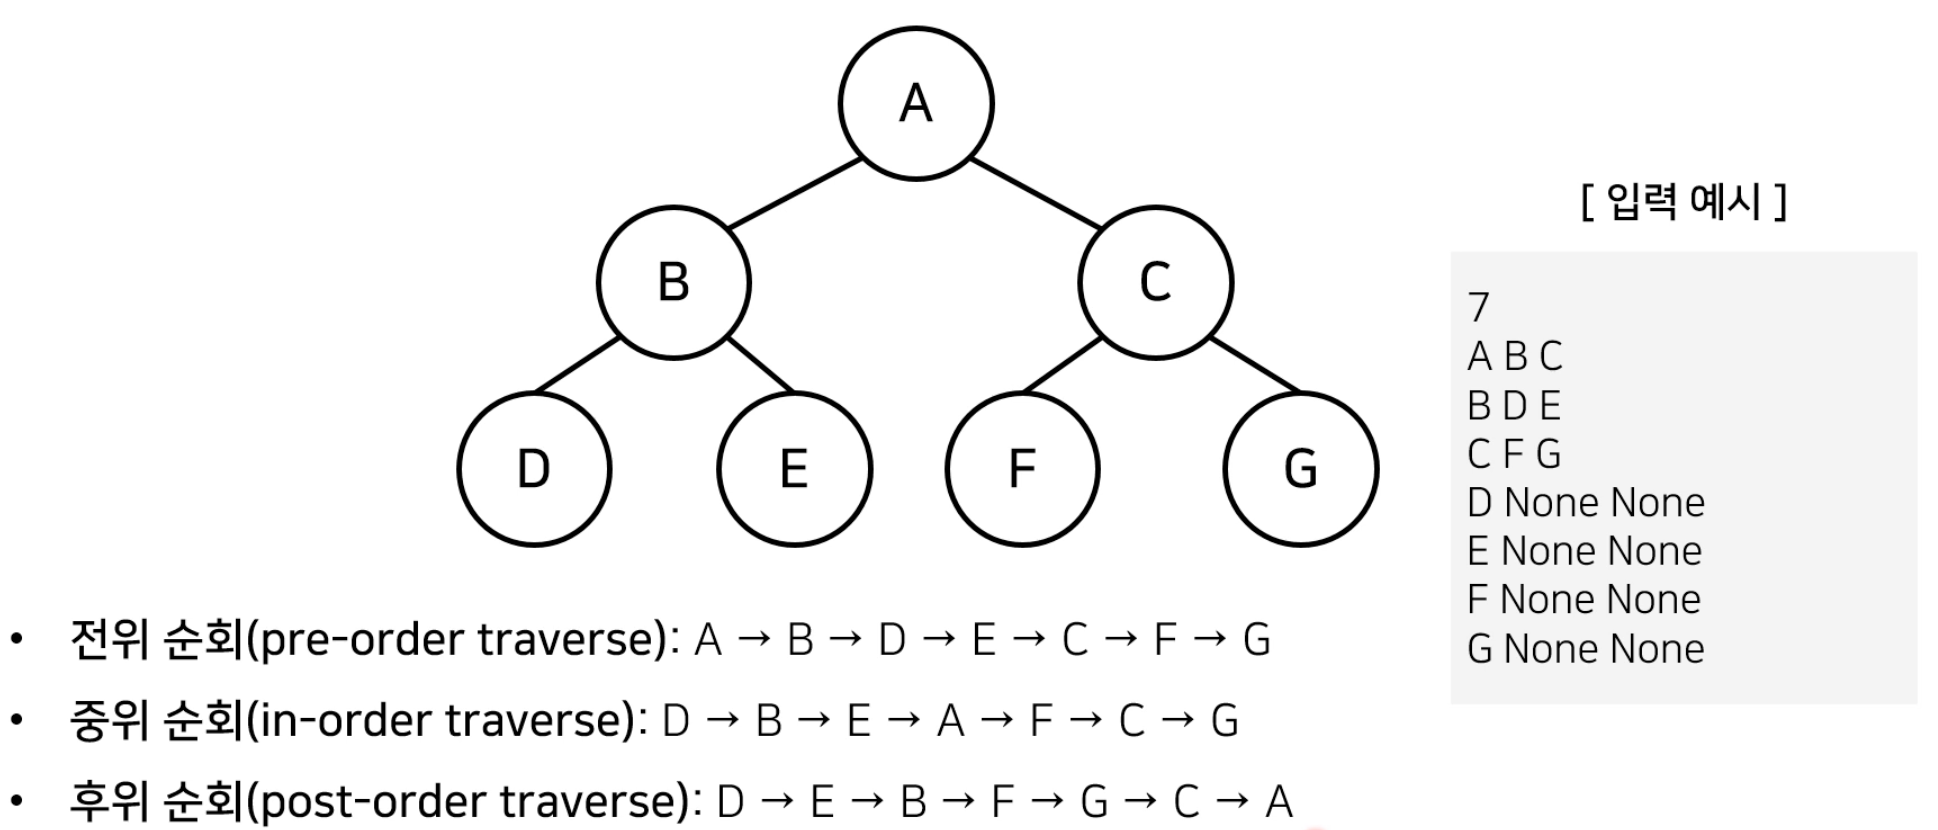 A
B
C
D
E
F
G
[ 입력 예시 ]
7
A B C
B D E
C F G
D None None
E None None
F None None
G None None
• 전위 순회(pre-order traverse): A → B → D → E → C → F → G
• 중위 순회(in-order traverse): D → B → E → A → F → C → G
• 후위 순회(post-order traverse): D → E → B → F → G → C → A